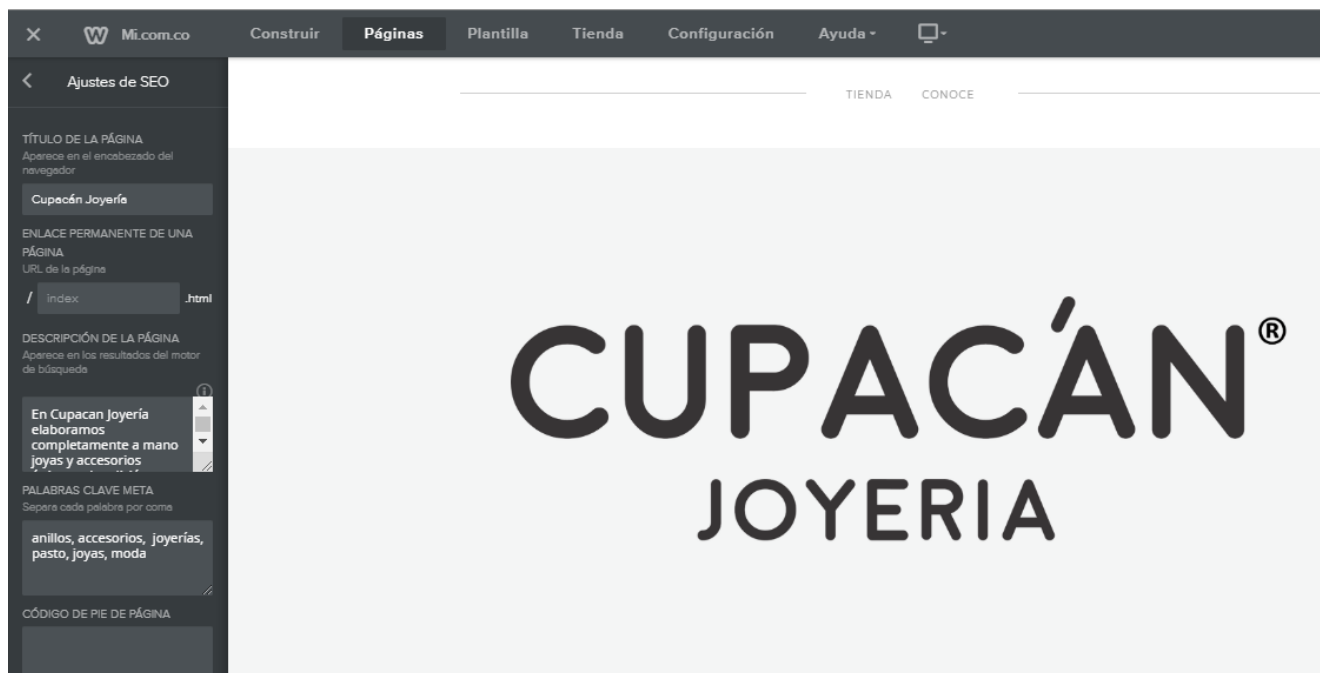 Mi.com.co
Construir
Páginas
Plantilla
Tienda
Configuración
Ayuda
Ajustes de SEO
TÍTULO DE LA PÁGINA
Aparece en el encabezado del
navegador
Cupacán Joyería
ENLACE PERMANENTE DE UNA
PÁGINA
URL de la página
/ index .html
DESCRIPCIÓN DE LA PÁGINA
Aparece en los resultados del motor
de búsqueda
En Cupacan Joyería
elaboramos
completamente a mano
joyas y accesorios
PALABRAS CLAVE META
Separa cada palabra por coma
anillos, accesorios, joyerías,
pasto, joyas, moda
CÓDIGO DE PIE DE PÁGINA
TIENDA CONOCE
CUPACÁN®
JOYERIA